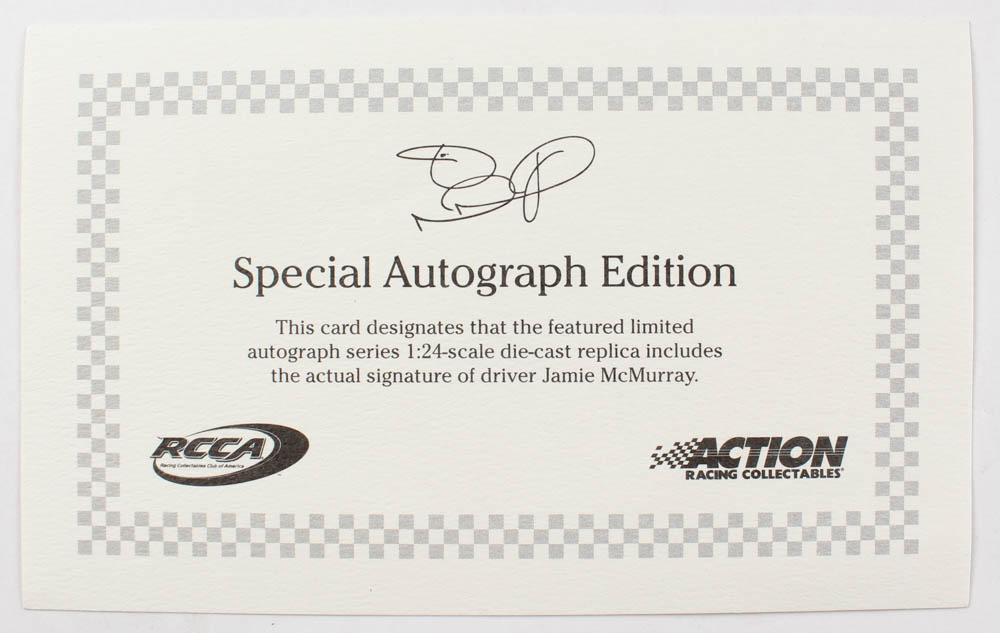 Special Autograph Edition
This card designates that the featured limited
autograph series 1:24-scale die-cast replica includes
the actual signature of driver Jamie McMurray.
RCCA
Racing Collectables Club of America
ACTION
RACING COLLECTABLES